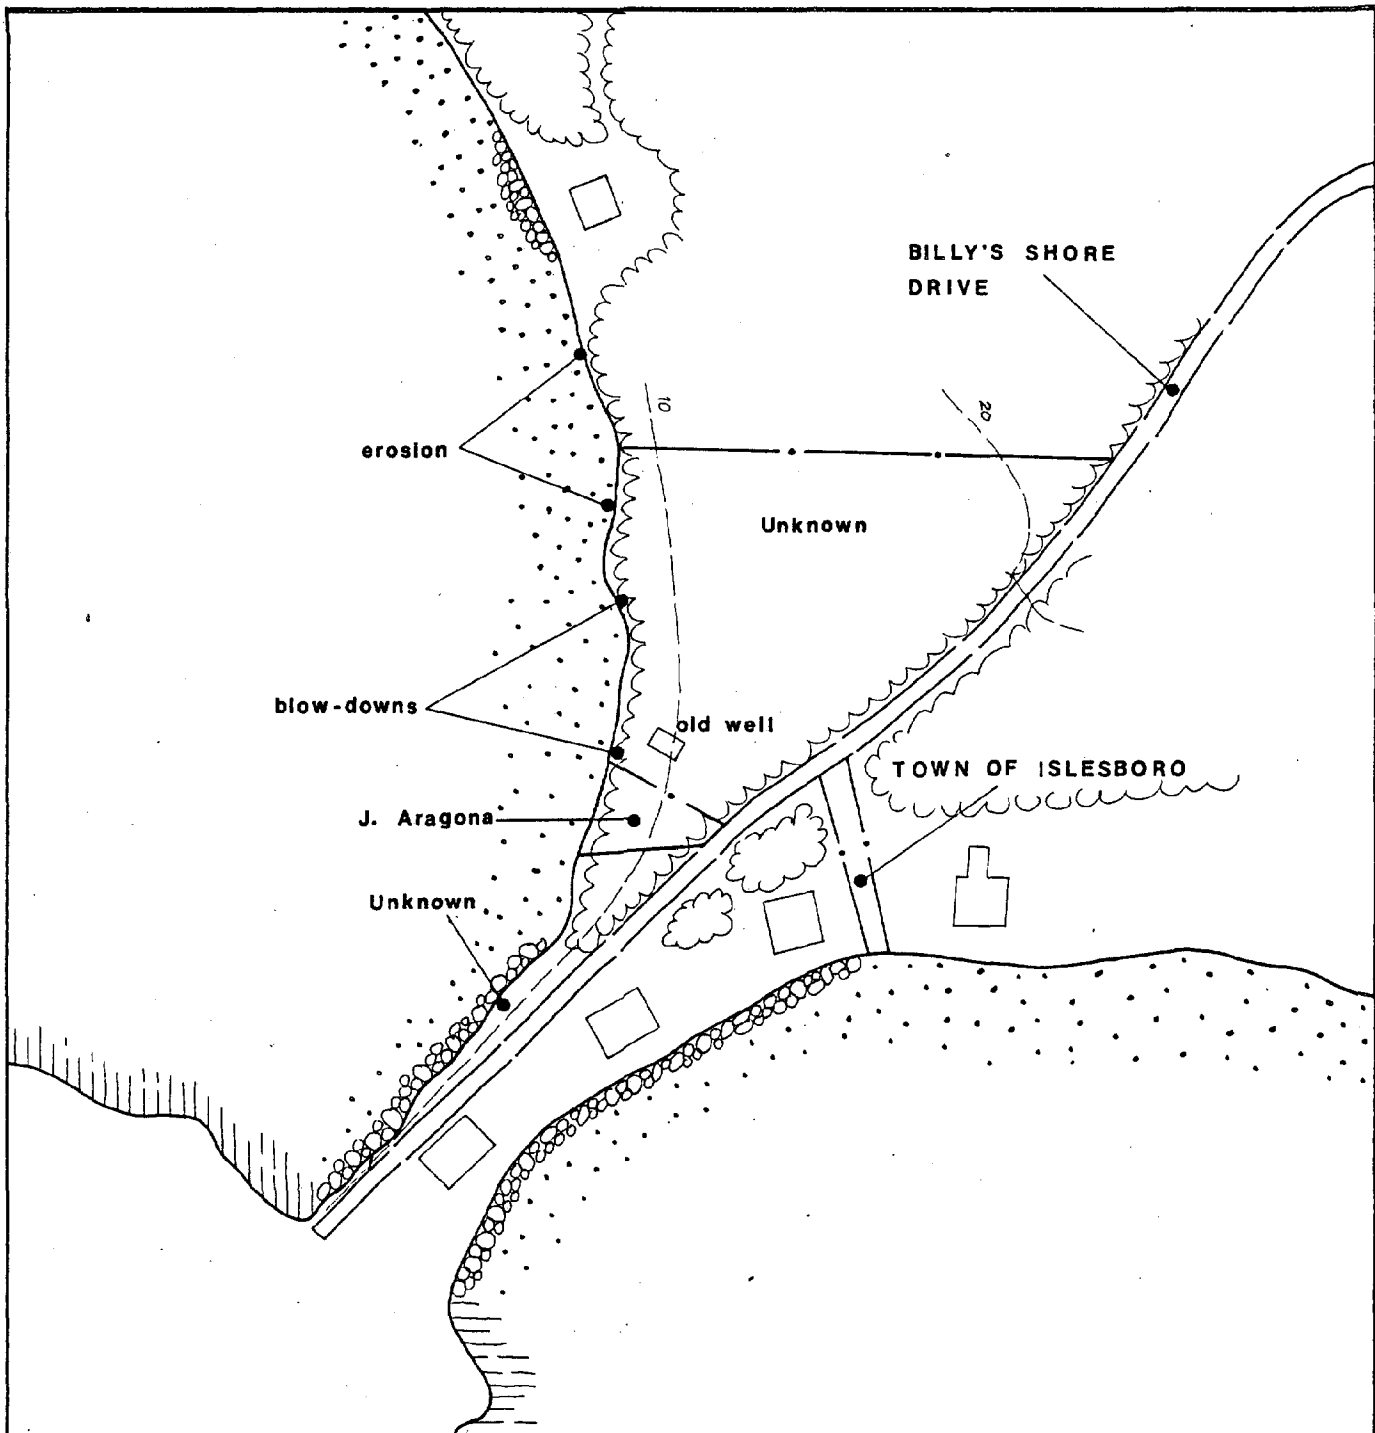 BILLY'S SHORE
DRIVE
10
20
erosion
Unknown
blow-downs
old well
TOWN OF ISLESBORO
J. Aragona
Unknown